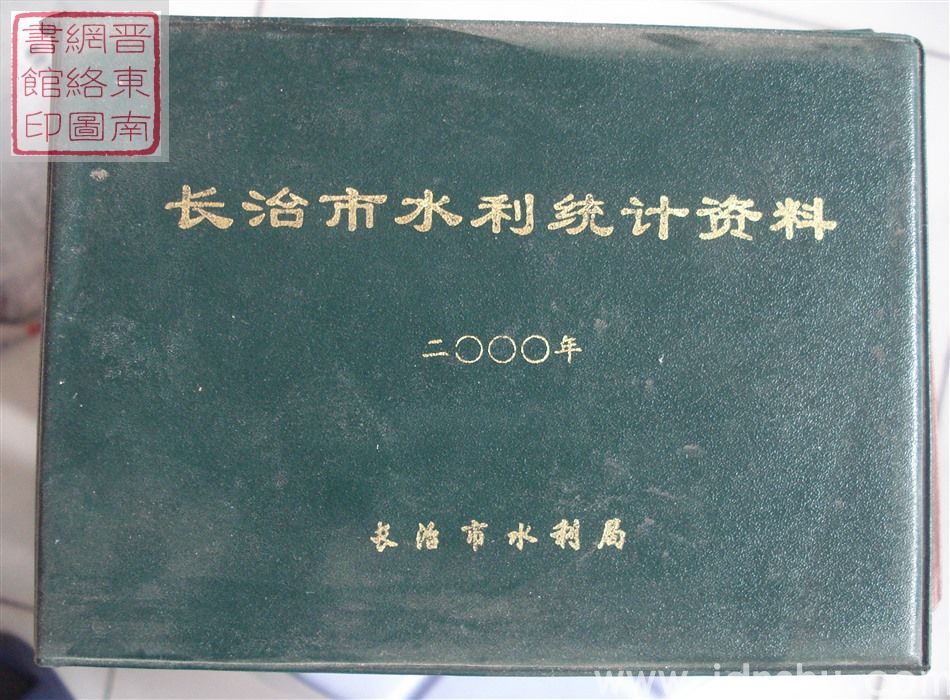 晋東南
網絡圖
書館印
长治市水利统计资料
二〇〇〇年
长治市水利局